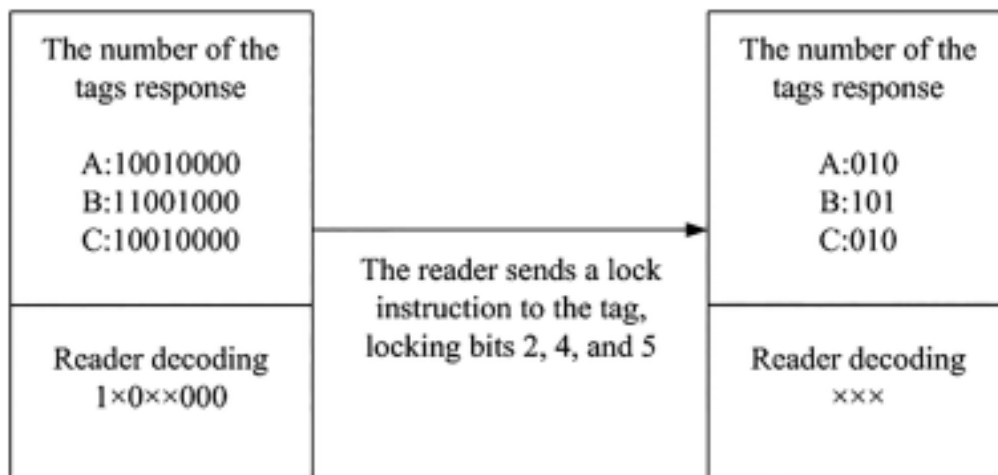 The number of the
tags response
A:10010000
B:11001000
C:10010000
Reader decoding
1×0××000
The reader sends a lock
instruction to the tag,
locking bits 2, 4, and 5
The number of the
tags response
A:010
B:101
C:010
Reader decoding
×××